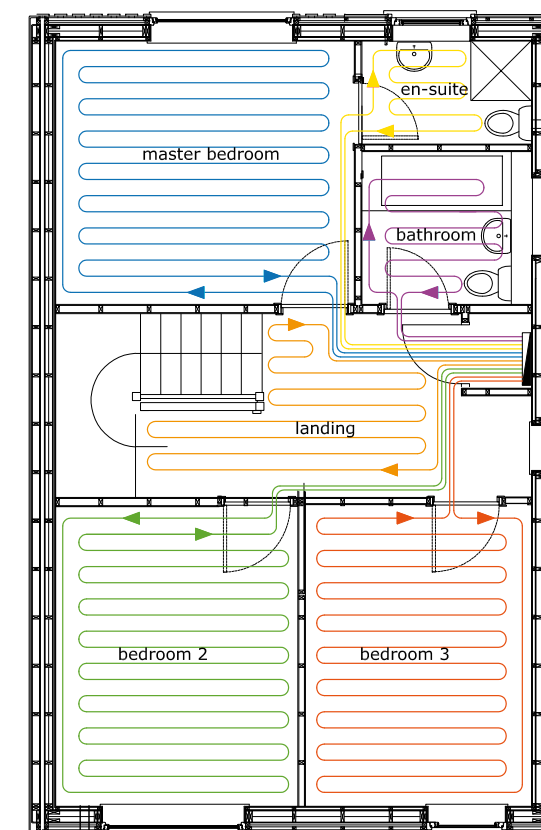 en-suite
master bedroom
bathroom
landing
bedroom 2
bedroom 3